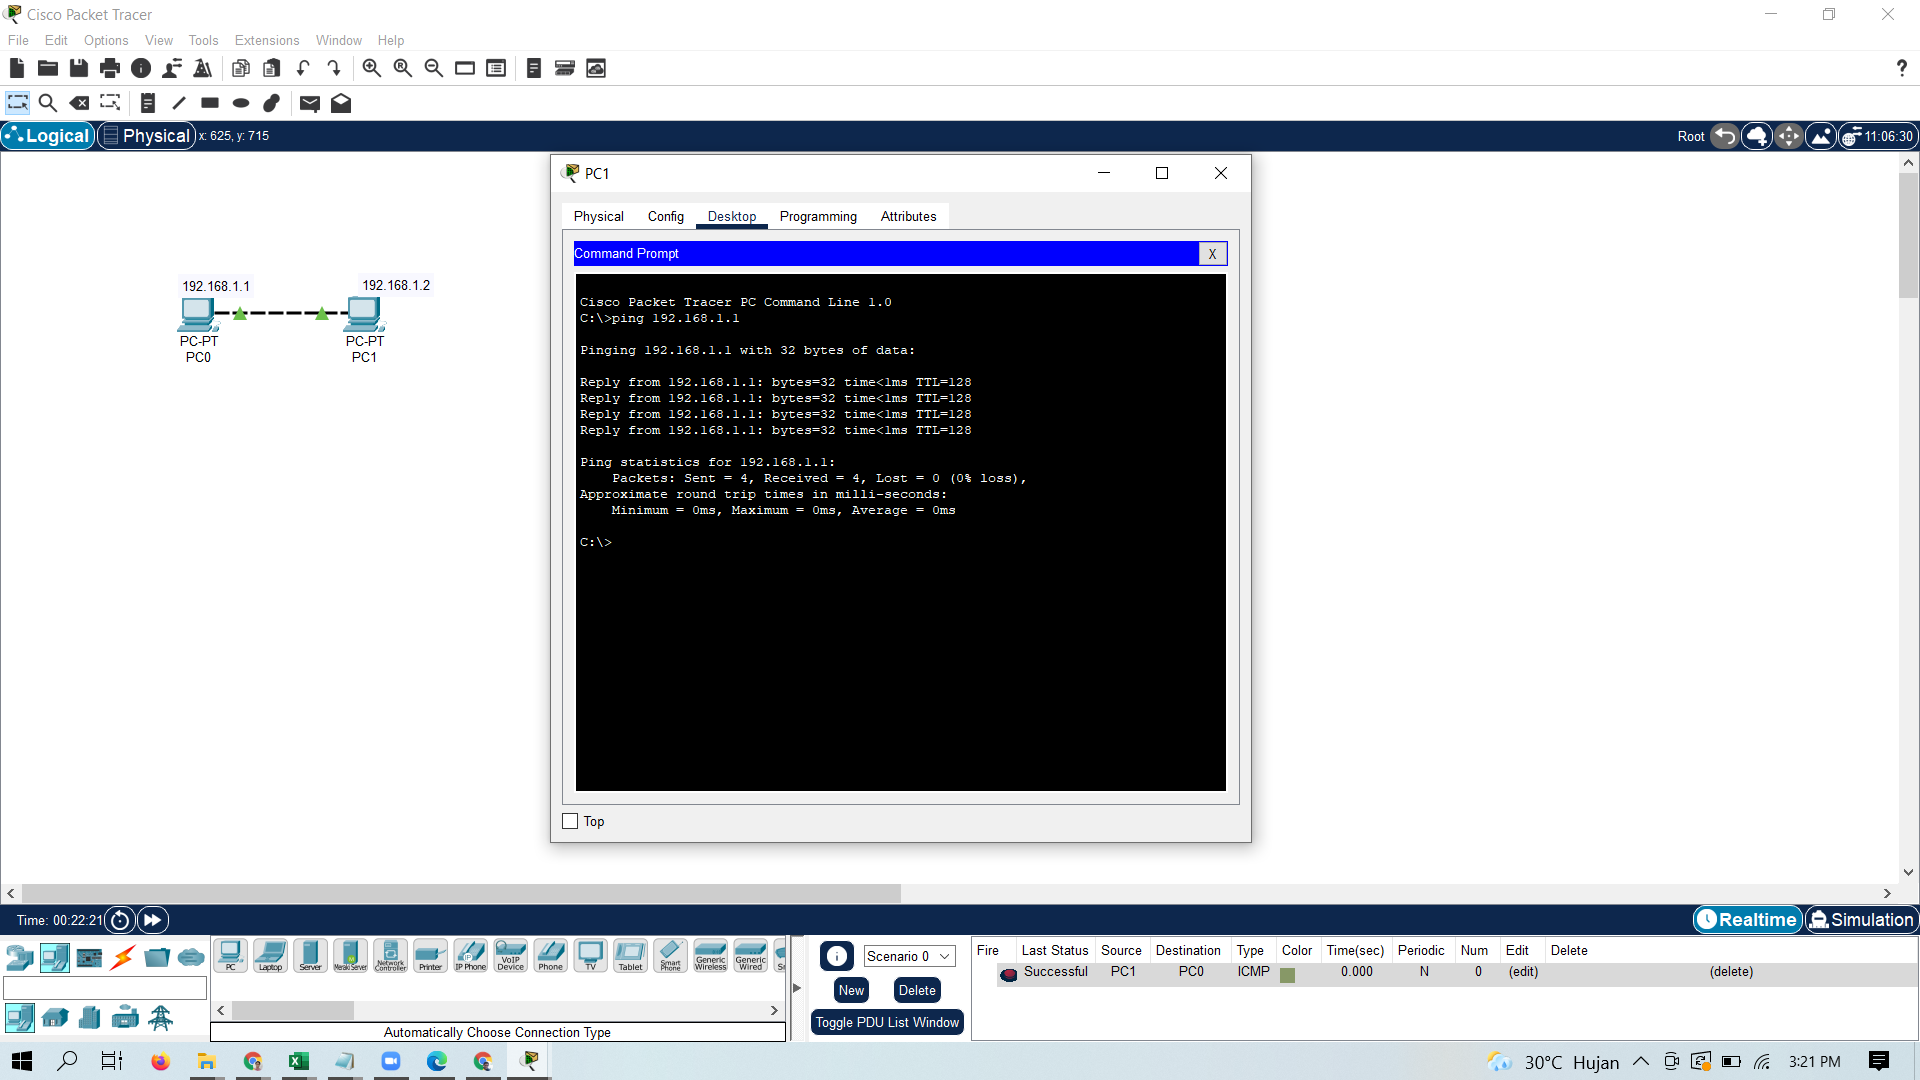 Cisco Packet Tracer
File Edit Options View Tools Extensions Window Help
?
Logical Physical x: 625, y: 715 Root 11:06:30
PC1
Physical Config Desktop Programming Attributes
Command Prompt X
Cisco Packet Tracer PC Command Line 1.0
C:\>ping 192.168.1.1
Pinging 192.168.1.1 with 32 bytes of data:
Reply from 192.168.1.1: bytes=32 time<1ms TTL=128
Reply from 192.168.1.1: bytes=32 time<1ms TTL=128
Reply from 192.168.1.1: bytes=32 time<1ms TTL=128
Reply from 192.168.1.1: bytes=32 time<1ms TTL=128
Ping statistics for 192.168.1.1:
Packets: Sent = 4, Received = 4, Lost = 0 (0% loss),
Approximate round trip times in milli-seconds:
Minimum = 0ms, Maximum = 0ms, Average = 0ms
C:\>
Top
192.168.1.1 192.168.1.2
PC-PT PC-PT
PC0 PC1
Time: 00:22:21 Realtime Simulation
PC Laptop Server MerakiServer Network Controller Printer IP Phone VoIP Device Phone TV Tablet Smart Phone Generic Wireless Generic Wired
Automatically Choose Connection Type
Scenario 0
New Delete
Toggle PDU List Window
Fire Last Status Source Destination Type Color Time(sec) Periodic Num Edit Delete
Successful PC1 PC0 ICMP 0.000 N 0 (edit) (delete)
30°C Hujan 3:21 PM